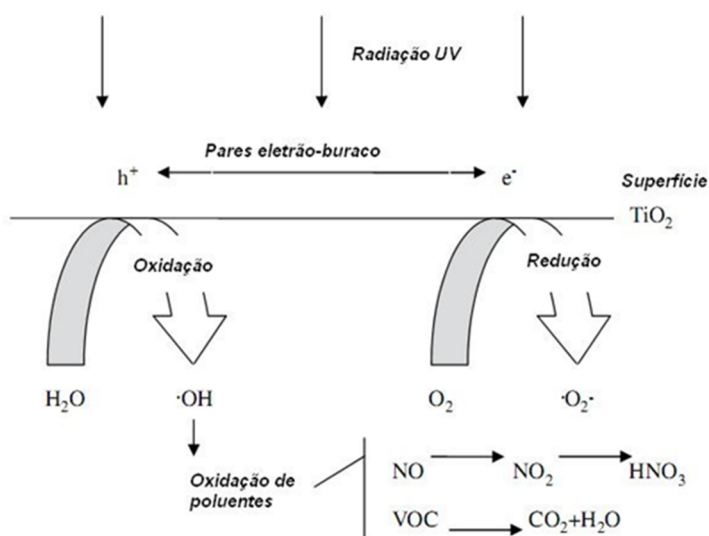 Radiação UV
Pares eletrão-buraco
h⁺
e⁻
Superfície
TiO₂
Oxidação
Redução
H₂O
·OH
O₂
·O₂⁻
Oxidação de
poluentes
NO
NO₂
HNO₃
VOC
CO₂+H₂O